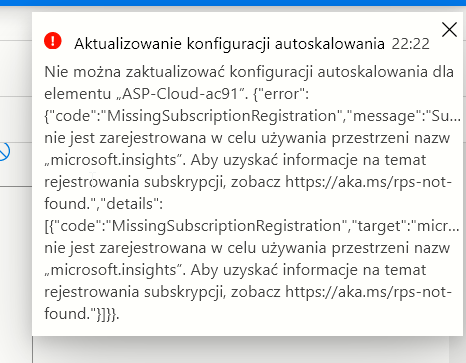 Aktualizowanie konfiguracji autoskalowania 22:22
Nie można zaktualizować konfiguracji autoskalowania dla
elementu „ASP-Cloud-ac91”. {"error":
{"code":"MissingSubscriptionRegistration","message":"Su...
nie jest zarejestrowana w celu używania przestrzeni nazw
„microsoft.insights”. Aby uzyskać informacje na temat
rejestrowania subskrypcji, zobacz https://aka.ms/rps-not-
found.","details":
[{"code":"MissingSubscriptionRegistration","target":"micr...
nie jest zarejestrowana w celu używania przestrzeni nazw
„microsoft.insights”. Aby uzyskać informacje na temat
rejestrowania subskrypcji, zobacz https://aka.ms/rps-not-
found."}]}}.